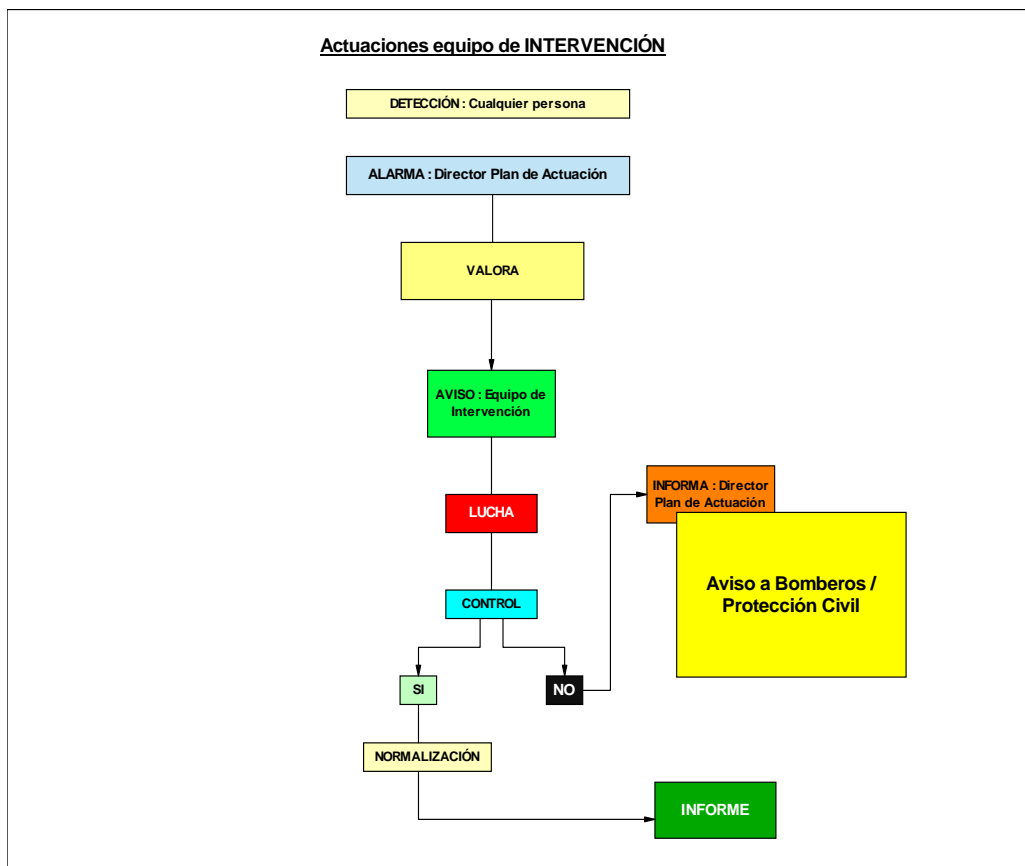 Actuaciones equipo de INTERVENCIÓN
DETECCIÓN : Cualquier persona
ALARMA : Director Plan de Actuación
VALORA
AVISO : Equipo de
Intervención
INFORMA : Director
Plan de Actuación
LUCHA
Aviso a Bomberos /
Protección Civil
CONTROL
SI
NO
NORMALIZACIÓN
INFORME